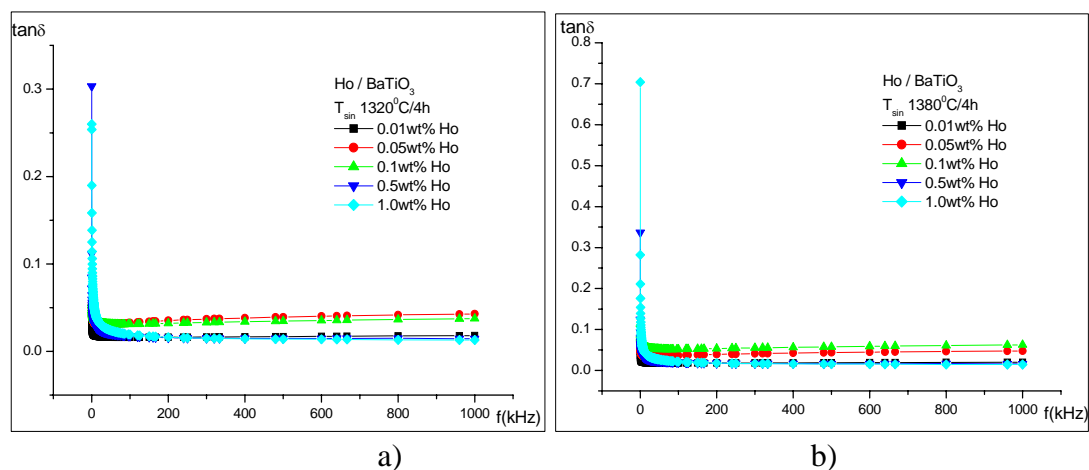 tanδ
0.3
0.2
0.1
0.0
0 200 400 600 800 1000
f(kHz)
Ho / BaTiO₃
T_sin 1320⁰C/4h
0.01wt% Ho
0.05wt% Ho
0.1wt% Ho
0.5wt% Ho
1.0wt% Ho
a)
tanδ
0.8
0.7
0.6
0.5
0.4
0.3
0.2
0.1
0.0
0 200 400 600 800 1000
f(kHz)
Ho / BaTiO₃
T_sin 1380⁰C/4h
0.01wt% Ho
0.05wt% Ho
0.1wt% Ho
0.5wt% Ho
1.0wt% Ho
b)